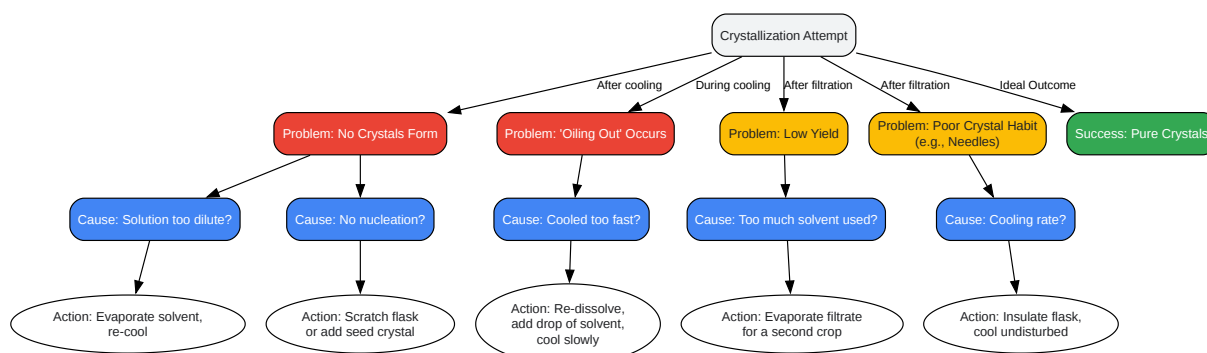 Crystallization Attempt
After cooling
During cooling
After filtration
After filtration
Ideal Outcome
Problem: No Crystals Form
Problem: 'Oiling Out' Occurs
Problem: Low Yield
Problem: Poor Crystal Habit
(e.g., Needles)
Success: Pure Crystals
Cause: Solution too dilute?
Cause: No nucleation?
Cause: Cooled too fast?
Cause: Too much solvent used?
Cause: Cooling rate?
Action: Evaporate solvent,
re-cool
Action: Scratch flask
or add seed crystal
Action: Re-dissolve,
add drop of solvent,
cool slowly
Action: Evaporate filtrate
for a second crop
Action: Insulate flask,
cool undisturbed